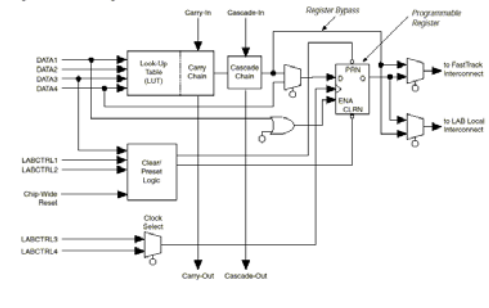 Carry-In
Cascade-In
Register Bypass
Programmable
Register
DATA1
DATA2
DATA3
DATA4
Look-Up
Table
(LUT)
Carry
Chain
Cascade
Chain
PRN
D
Q
ENA
CLRN
to FastTrack
Interconnect
to LAB Local
Interconnect
LABCTRL1
LABCTRL2
Clear/
Preset
Logic
Chip-Wide
Reset
Clock
Select
LABCTRL3
LABCTRL4
Carry-Out
Cascade-Out